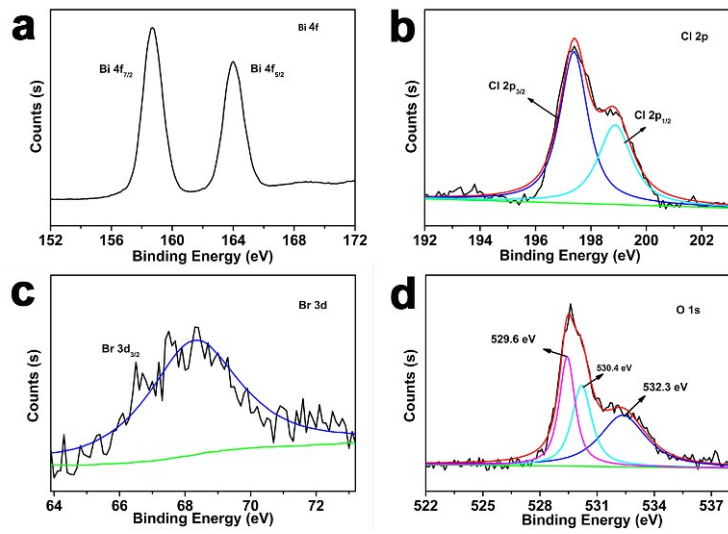 a
Bi 4f
Bi 4f7/2
Bi 4f5/2
Counts (s)
152 156 160 164 168 172
Binding Energy (eV)
b
Cl 2p
Cl 2p3/2
Cl 2p1/2
Counts (s)
192 194 196 198 200 202
Binding Energy (eV)
c
Br 3d
Br 3d3/2
Counts (s)
64 66 68 70 72
Binding Energy (eV)
d
O 1s
529.6 eV
530.4 eV
532.3 eV
Counts (s)
522 525 528 531 534 537
Binding Energy (eV)